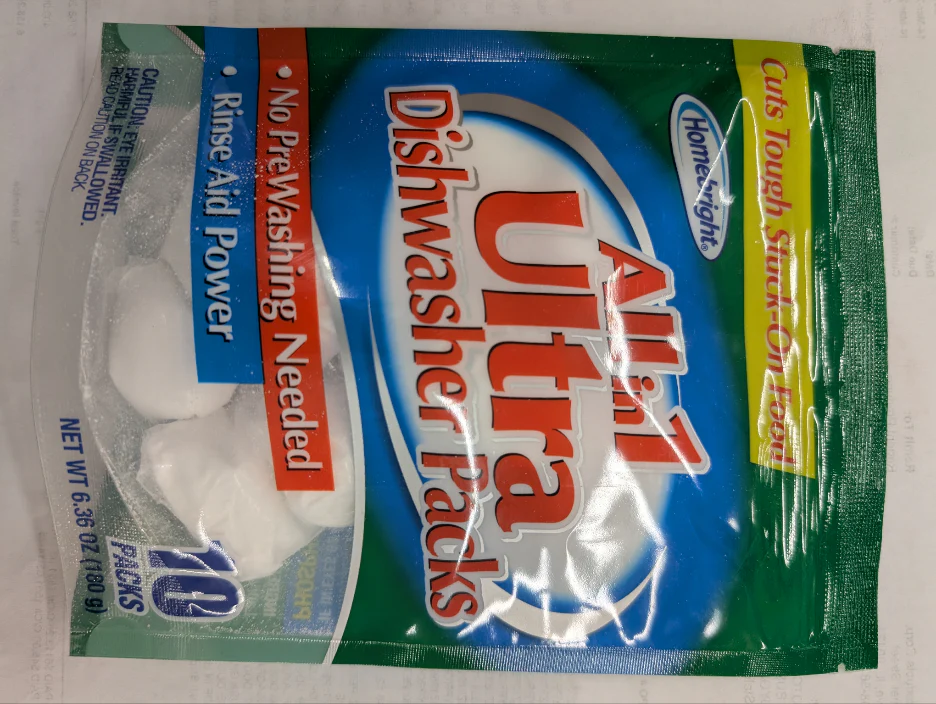 Cuts Tough Stuck-On Food
Homebright®
All in 1
Ultra
Dishwasher Packs
• No PreWashing Needed
• Rinse Aid Power
CAUTION: EYE IRRITANT.
HARMFUL IF SWALLOWED.
READ CAUTION ON BACK.
10
PACKS
NET WT 6.36 OZ (180 g)